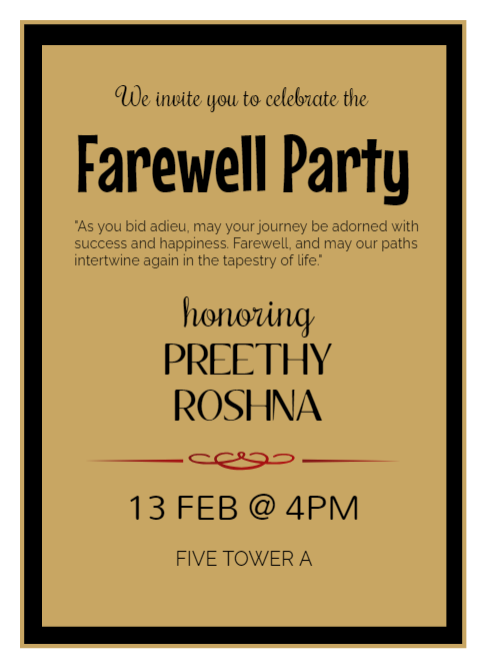 We invite you to celebrate the
Farewell Party
"As you bid adieu, may your journey be adorned with
success and happiness. Farewell, and may our paths
intertwine again in the tapestry of life."
honoring
PREETHY
ROSHNA
13 FEB @ 4PM
FIVE TOWER A